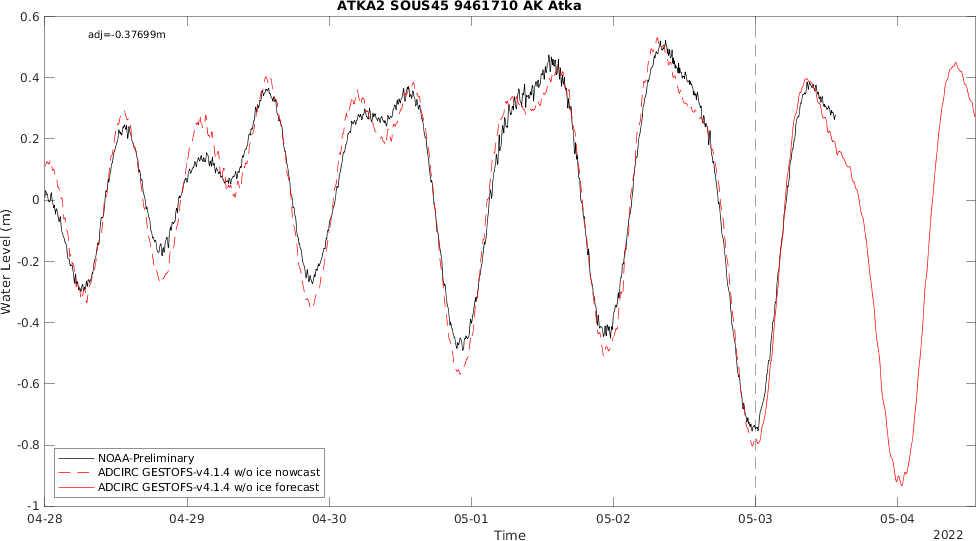 ATKA2 SOUS45 9461710 AK Atka
adj=-0.37699m
0.6
0.4
0.2
0
-0.2
-0.4
-0.6
-0.8
-1
Water Level (m)
NOAA-Preliminary
ADCIRC GESTOFS-v4.1.4 w/o ice nowcast
ADCIRC GESTOFS-v4.1.4 w/o ice forecast
04-28 04-29 04-30 05-01 05-02 05-03 05-04
Time
2022